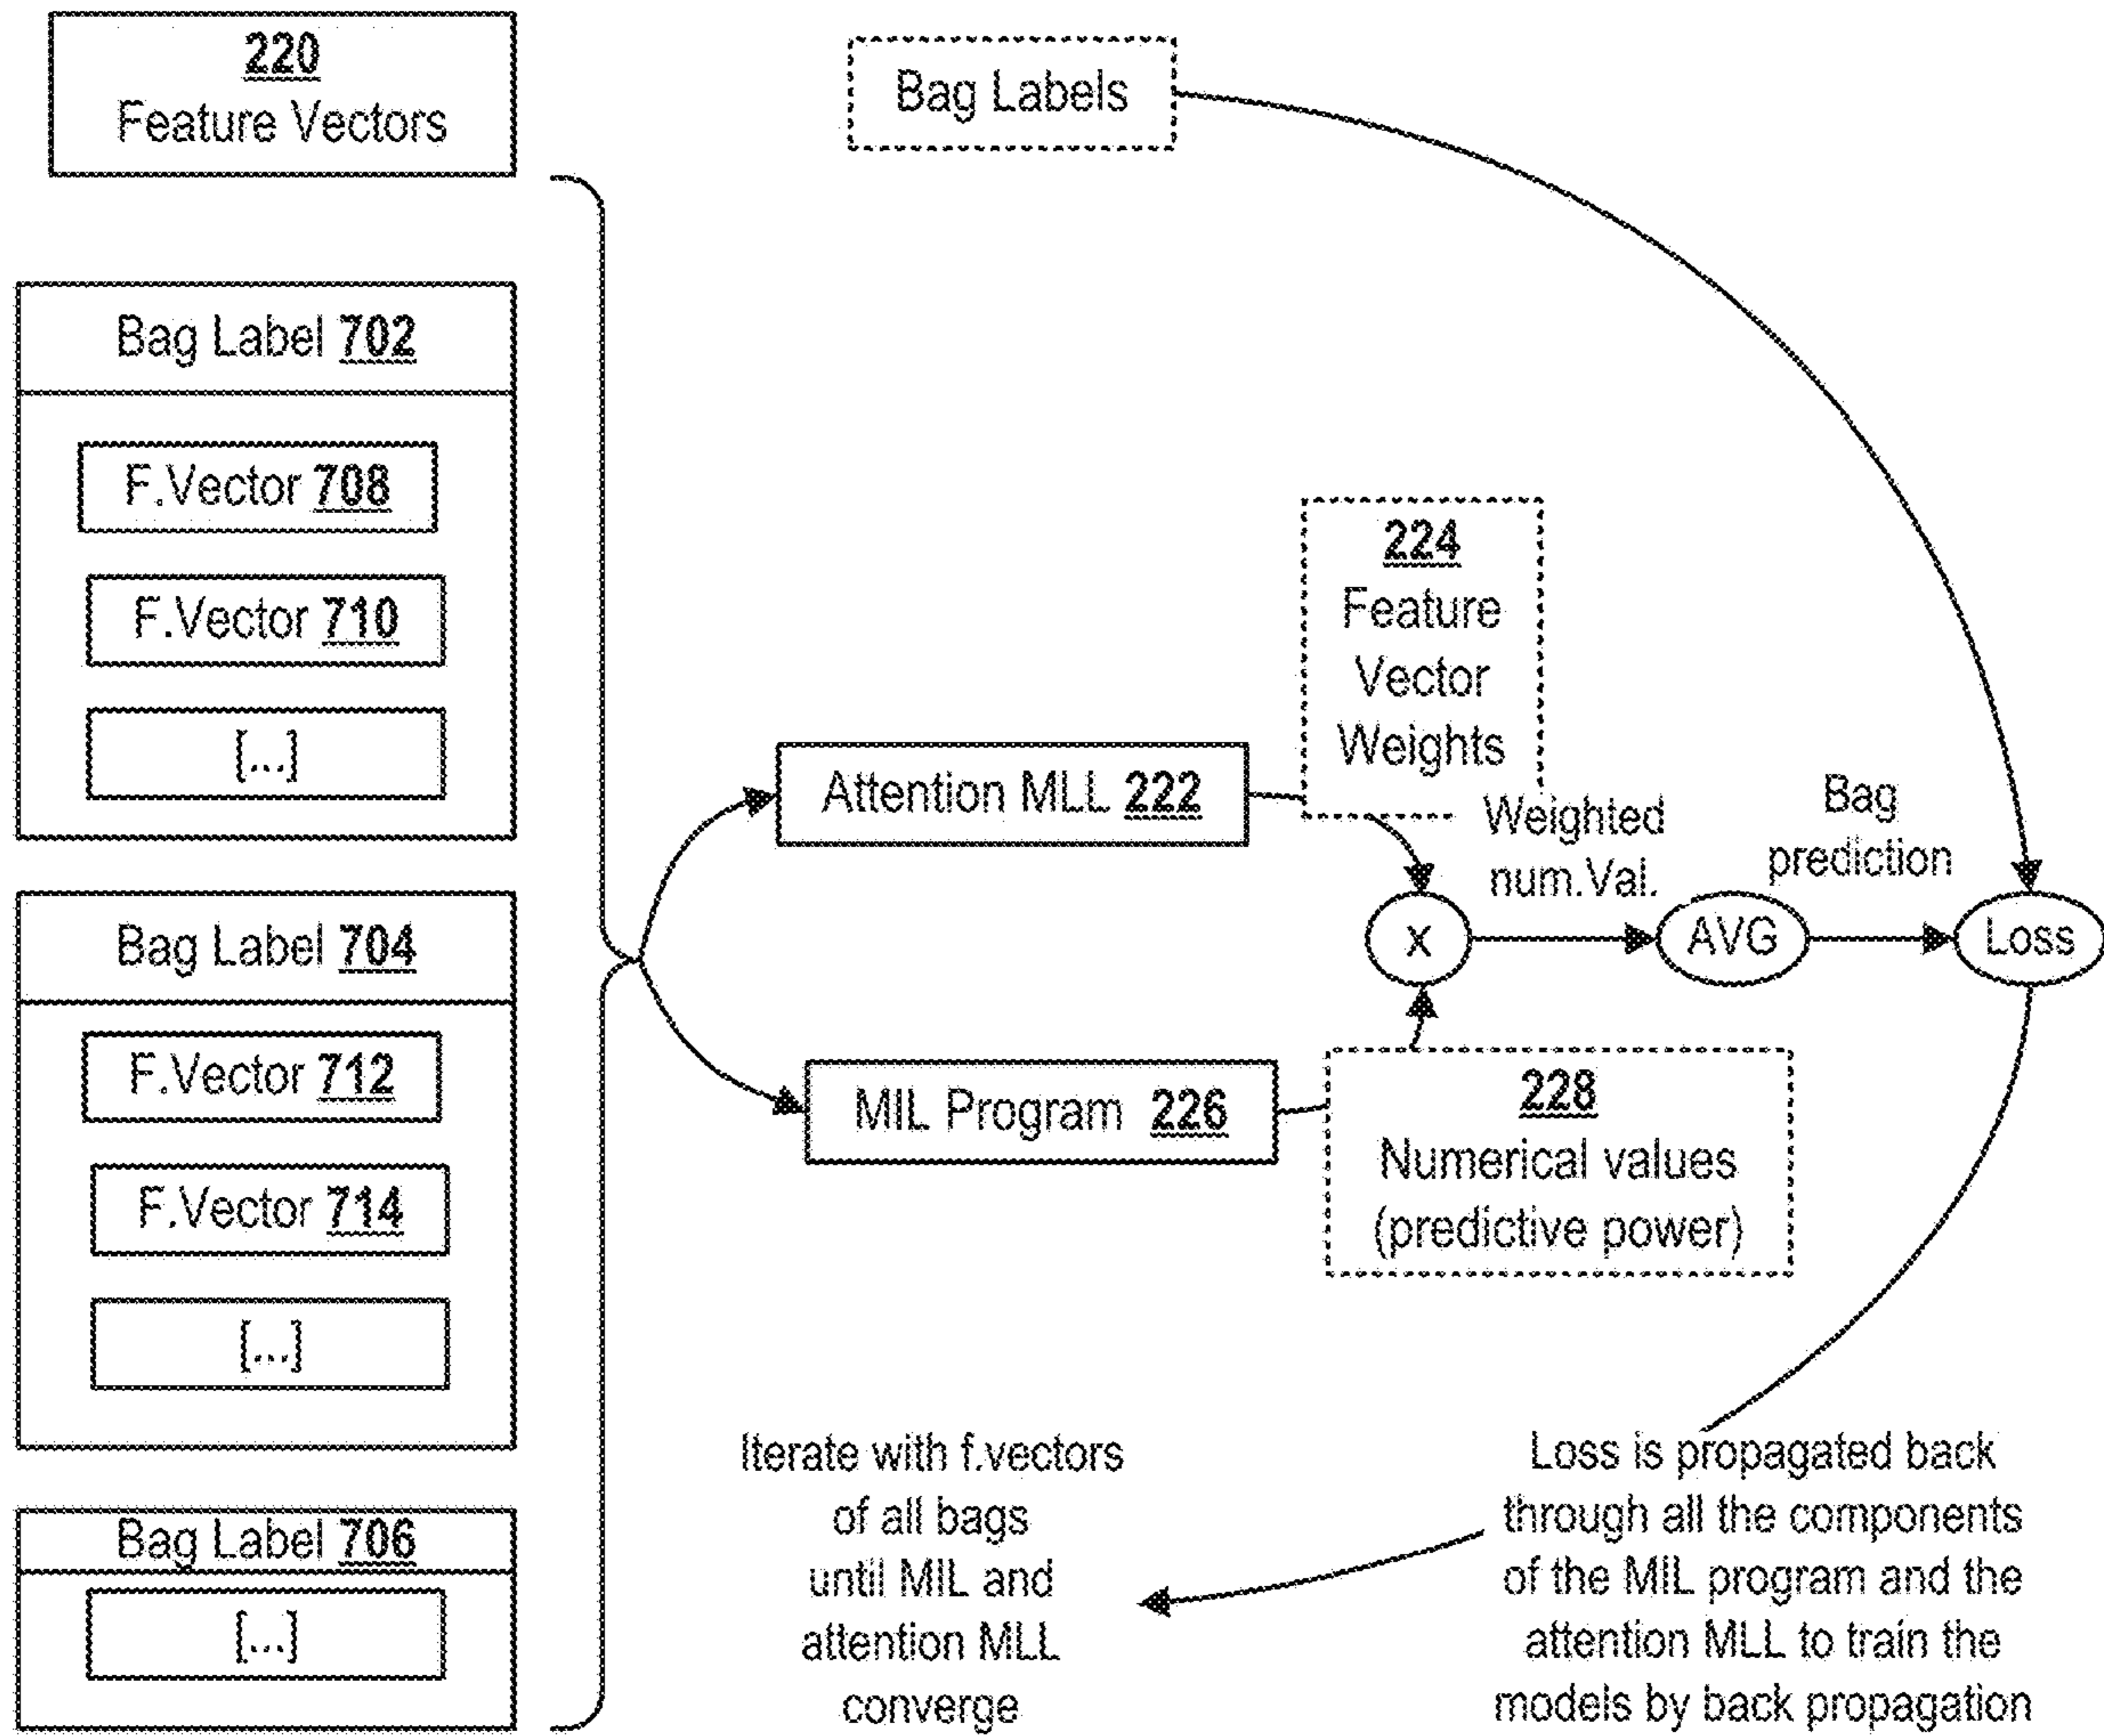 220
Feature Vectors
Bag Label 702
F.Vector 708
F.Vector 710
[...]
Bag Label 704
F.Vector 712
F.Vector 714
[...]
Bag Label 706
[...]
Bag Labels
Attention MLL 222
MIL Program 226
224
Feature
Vector
Weights
228
Numerical values
(predictive power)
x
Weighted
num.Val.
AVG
Bag
prediction
Loss
Iterate with f.vectors
of all bags
until MIL and
attention MLL
converge
Loss is propagated back
through all the components
of the MIL program and the
attention MLL to train the
models by back propagation